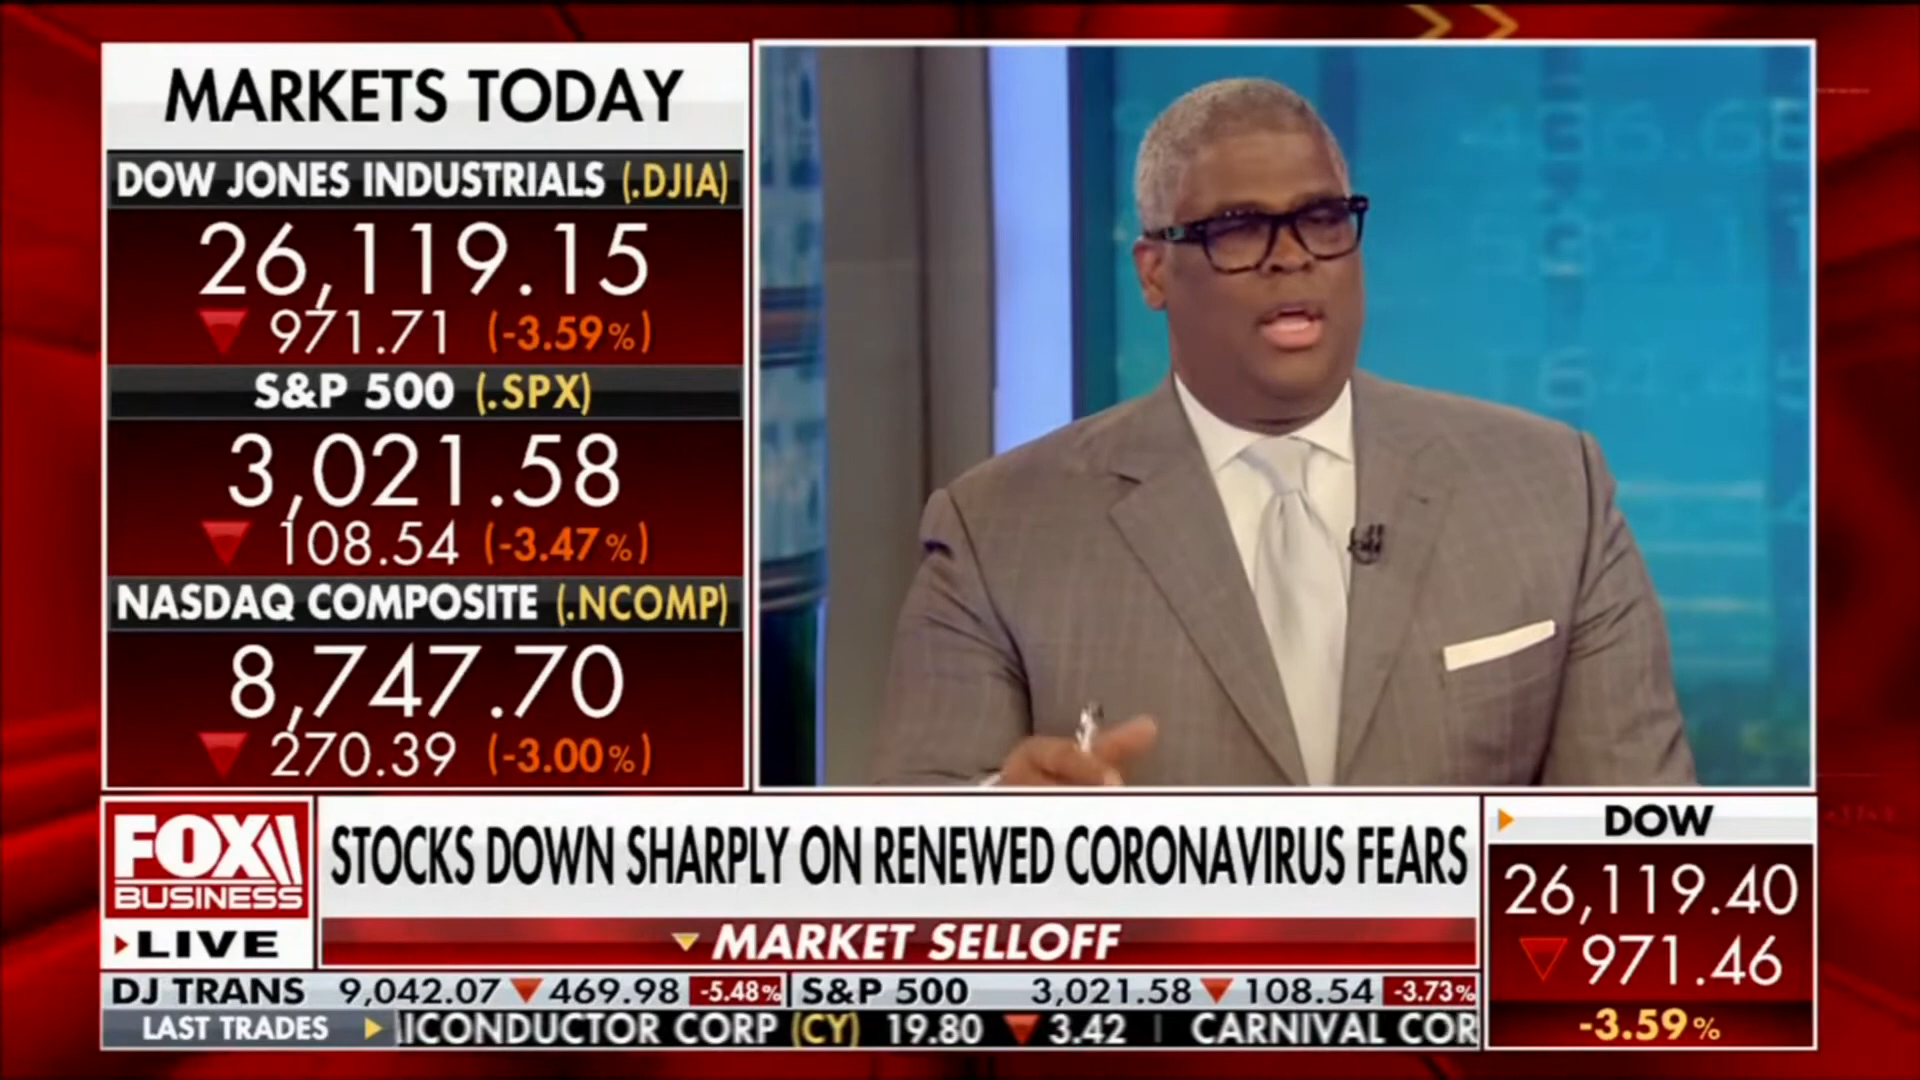 MARKETS TODAY
DOW JONES INDUSTRIALS (.DJIA)
26,119.15
▼ 971.71 (-3.59%)
S&P 500 (.SPX)
3,021.58
▼ 108.54 (-3.47%)
NASDAQ COMPOSITE (.NCOMP)
8,747.70
▼ 270.39 (-3.00%)
FOX
BUSINESS
LIVE
STOCKS DOWN SHARPLY ON RENEWED CORONAVIRUS FEARS
MARKET SELLOFF
DOW
26,119.40
▼ 971.46
-3.59%
DJ TRANS 9,042.07 ▼ 469.98 -5.48% S&P 500 3,021.58 ▼ 108.54 -3.73%
LAST TRADES ICONDUCTOR CORP (CY) 19.80 ▼ 3.42 CARNIVAL COR